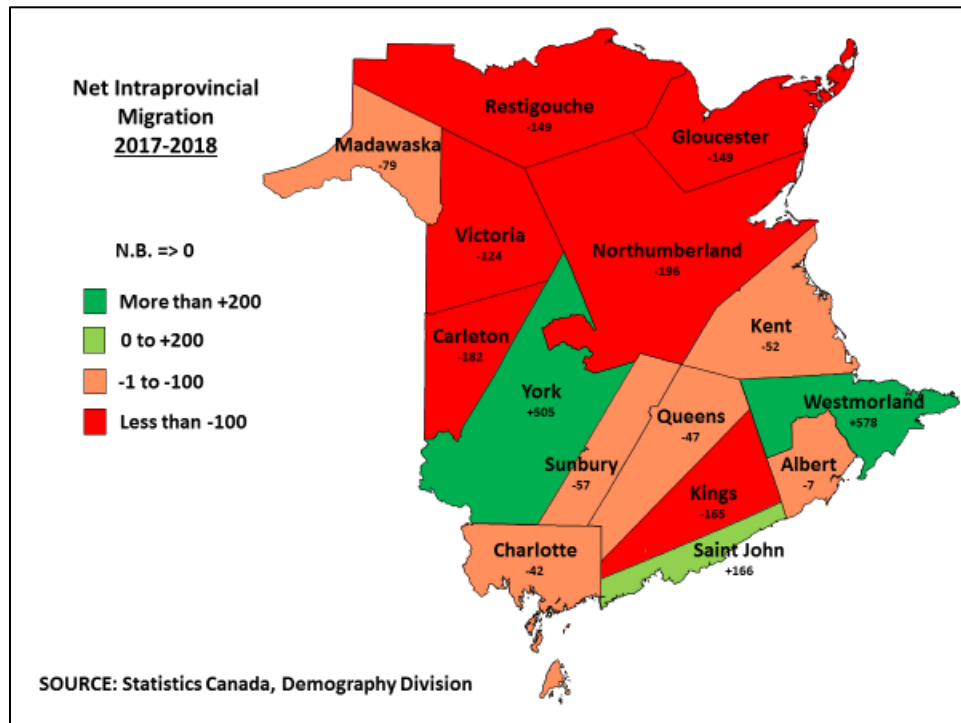 Net Intraprovincial
Migration
2017-2018
N.B. => 0
More than +200
0 to +200
-1 to -100
Less than -100
Restigouche
-149
Gloucester
-149
Madawaska
-79
Victoria
-124
Northumberland
-196
Carleton
-182
Kent
-52
York
+505
Westmorland
+578
Queens
-47
Sunbury
-57
Albert
-7
Kings
-165
Charlotte
-42
Saint John
+166
SOURCE: Statistics Canada, Demography Division